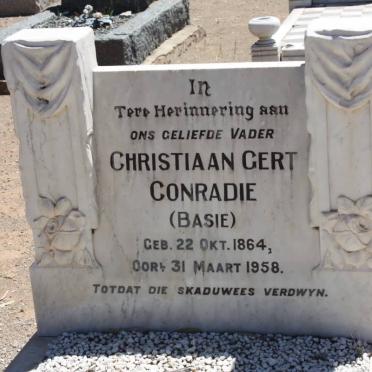 In
Tere Herinnering aan
ONS GELIEFDE VADER
CHRISTIAAN GERT
CONRADIE
(BASIE)
GEB. 22 OKT. 1864,
OORL 31 MAART 1958.
TOTDAT DIE SKADUWEES VERDWYN.